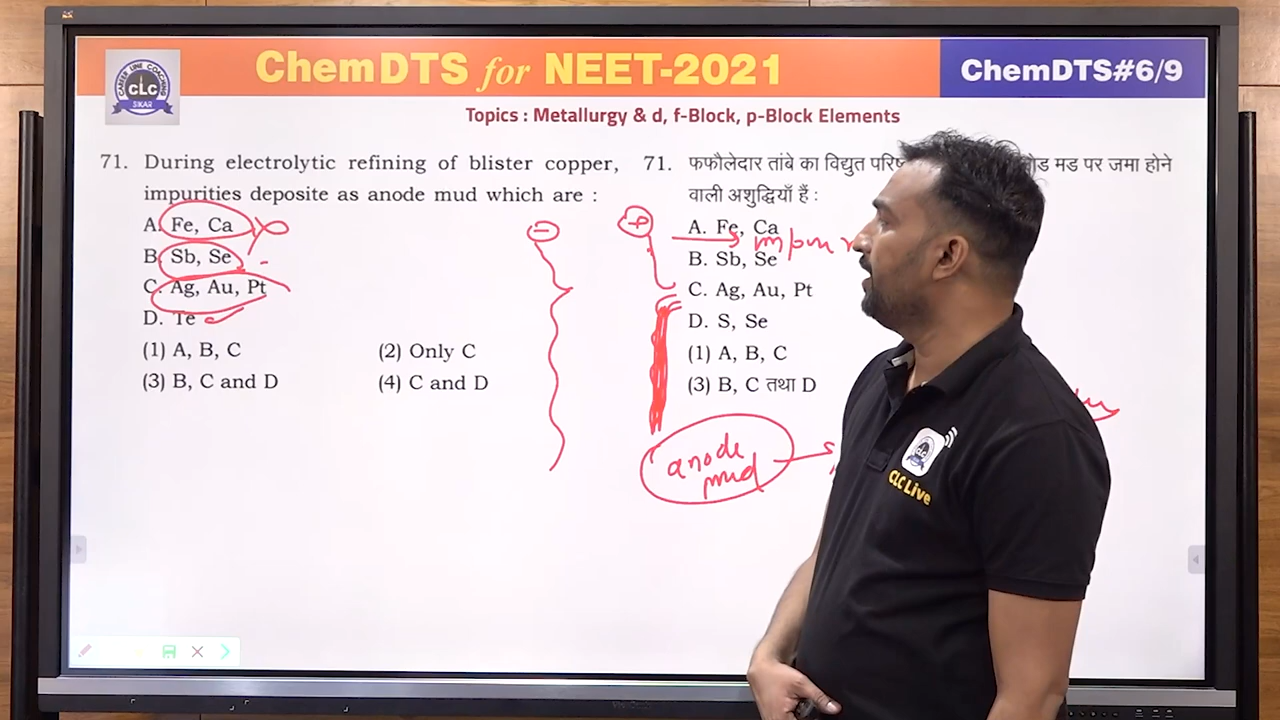 ChemDTS for NEET-2021
ChemDTS#6/9
CAREER LINE COACHING
CLC
SIKAR
Topics : Metallurgy & d, f-Block, p-Block Elements
71. During electrolytic refining of blister copper,
impurities deposite as anode mud which are :
A. Fe, Ca
B. Sb, Se
C. Ag, Au, Pt
D. Te
(1) A, B, C
(2) Only C
(3) B, C and D
(4) C and D
71. फफौलेदार तांबे का विद्युत
मड पर जमा होने
वाली अशुद्धियाँ हैं :
A. Fe, Ca
B. Sb, Se
C. Ag, Au, Pt
D. S, Se
(1) A, B, C
(3) B, C तथा D
−
+
anode
mud
CLC Live